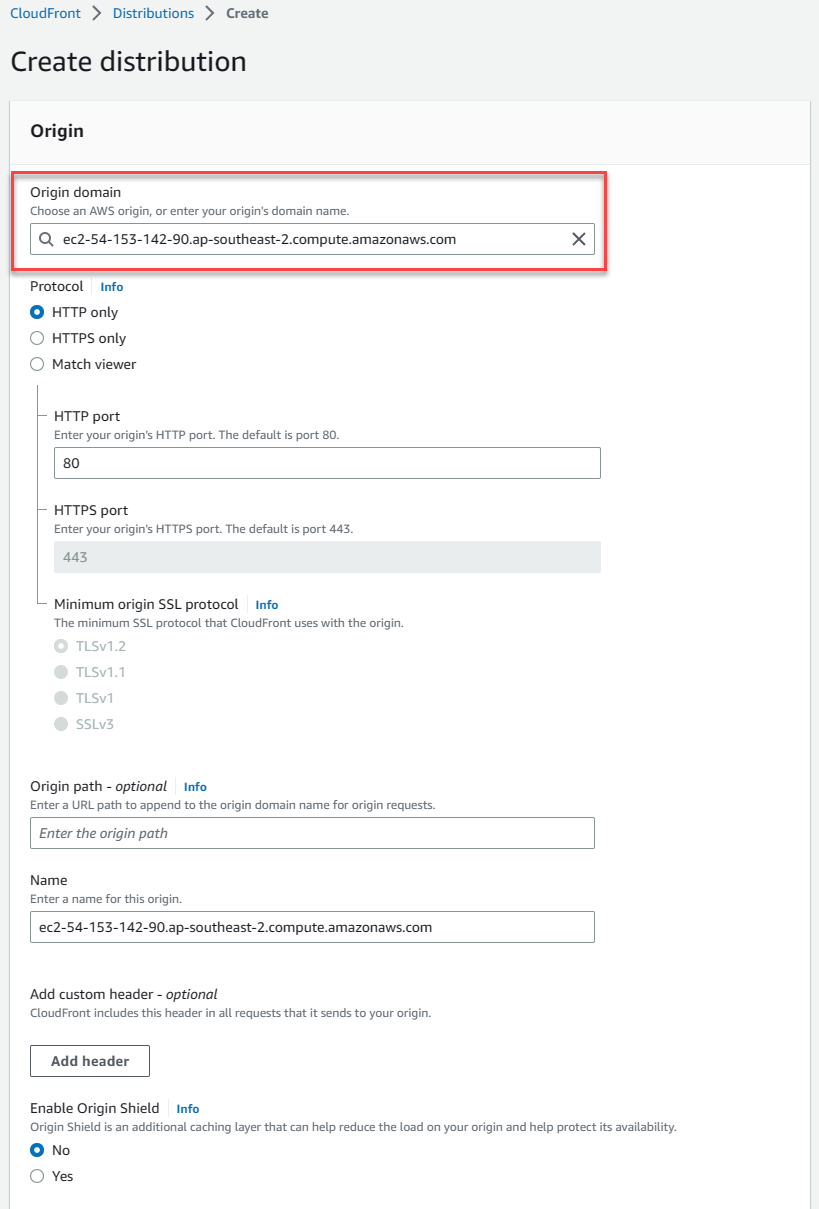 CloudFront > Distributions > Create
Create distribution
Origin
Origin domain
Choose an AWS origin, or enter your origin's domain name.
ec2-54-153-142-90.ap-southeast-2.compute.amazonaws.com
Protocol Info
HTTP only
HTTPS only
Match viewer
HTTP port
Enter your origin's HTTP port. The default is port 80.
80
HTTPS port
Enter your origin's HTTPS port. The default is port 443.
443
Minimum origin SSL protocol Info
The minimum SSL protocol that CloudFront uses with the origin.
TLSv1.2
TLSv1.1
TLSv1
SSLv3
Origin path - optional Info
Enter a URL path to append to the origin domain name for origin requests.
Enter the origin path
Name
Enter a name for this origin.
ec2-54-153-142-90.ap-southeast-2.compute.amazonaws.com
Add custom header - optional
CloudFront includes this header in all requests that it sends to your origin.
Add header
Enable Origin Shield Info
Origin Shield is an additional caching layer that can help reduce the load on your origin and help protect its availability.
No
Yes